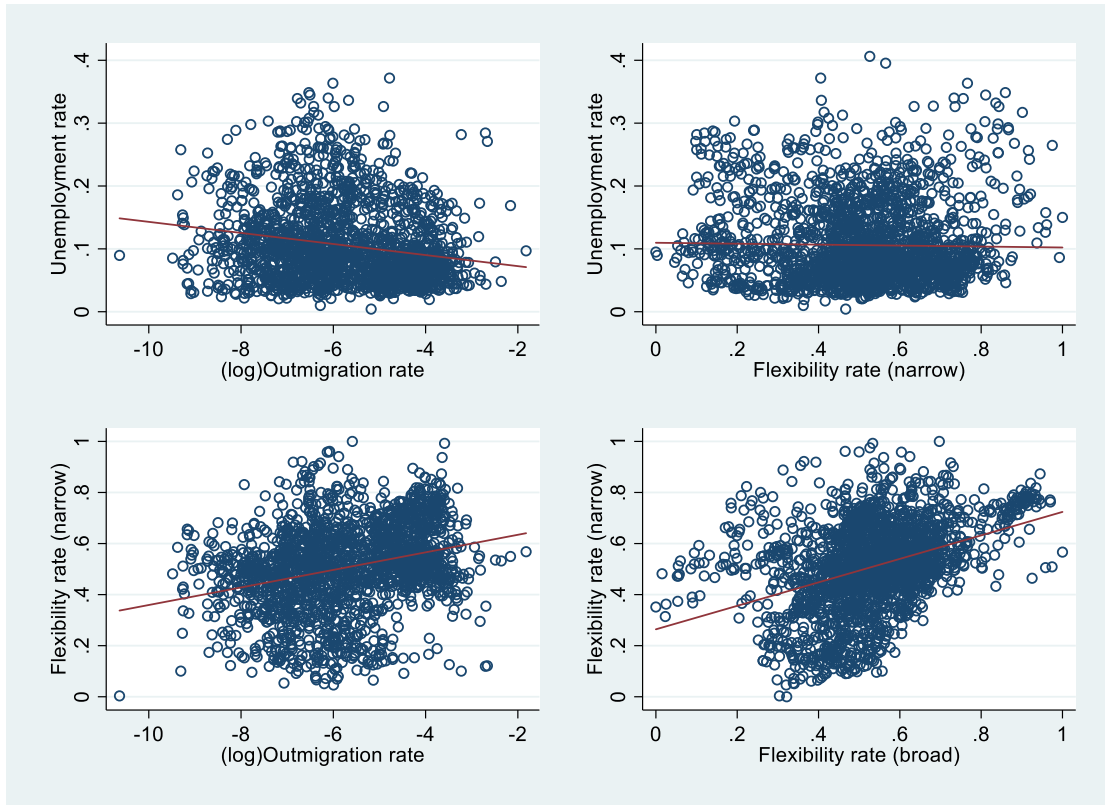 Unemployment rate
.4
.3
.2
.1
0
-10 -8 -6 -4 -2
(log)Outmigration rate
Unemployment rate
.4
.3
.2
.1
0
0 .2 .4 .6 .8 1
Flexibility rate (narrow)
Flexibility rate (narrow)
1
.8
.6
.4
.2
0
-10 -8 -6 -4 -2
(log)Outmigration rate
Flexibility rate (narrow)
1
.8
.6
.4
.2
0
0 .2 .4 .6 .8 1
Flexibility rate (broad)